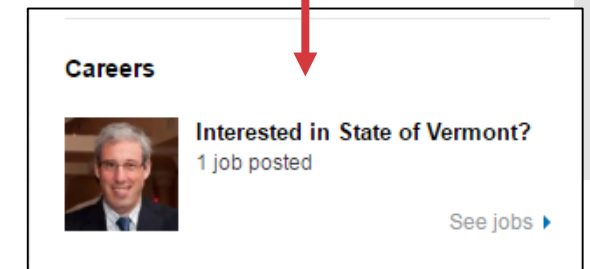 Careers
Interested in State of Vermont?
1 job posted
See jobs